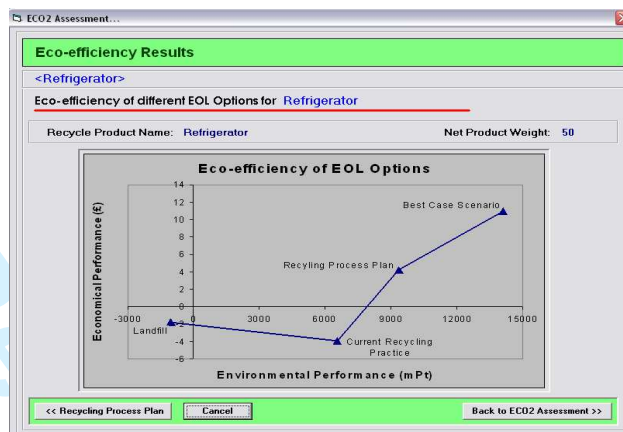 ECO2 Assessment...
Eco-efficiency Results
<Refrigerator>
Eco-efficiency of different EOL Options for Refrigerator
Recycle Product Name: Refrigerator Net Product Weight: 50
Eco-efficiency of EOL Options
14
12
10
8
6
4
2
0
-2
-4
-6
Economical Performance (£)
Best Case Scenario
Recyling Process Plan
-3000 0 3000 6000 9000 12000 15000
Landfill
Current Recycling
Practice
Environmental Performance (mPt)
<< Recycling Process Plan Cancel Back to ECO2 Assessment >>